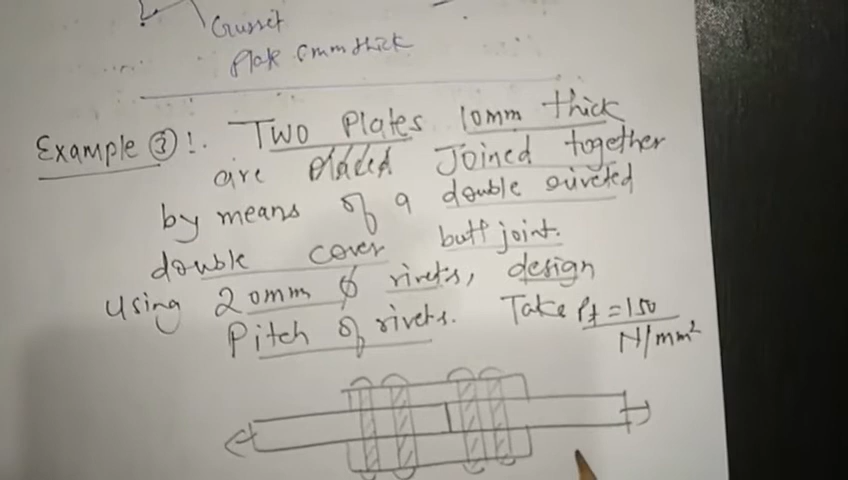 Gusset
Plate 6mm thick
Example ③ :. Two Plates 10mm thick
are Joined together
by means of a double riveted
double cover butt joint.
Using 20mm ϕ rivets, design
Pitch of rivets. Take Pt = 150
N/mm²